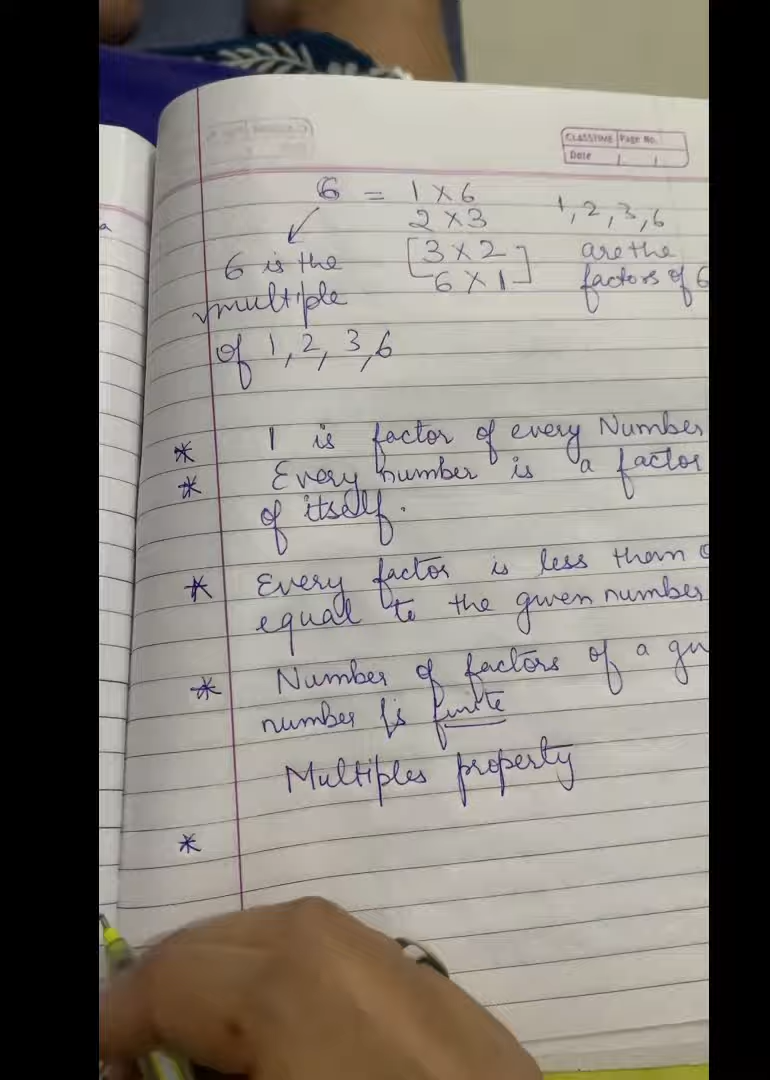 CLASSTIME Page No.
Date / /
6 = 1 × 6
2 × 3
[3 × 2
6 × 1]
1, 2, 3, 6
are the
factors of 6
6 is the
multiple
of 1, 2, 3, 6
* 1 is factor of every Number
* Every number is a factor
of itself.
* Every factor is less than
equal to the given number
* Number of factors of a
number is finite
Multiples property
*